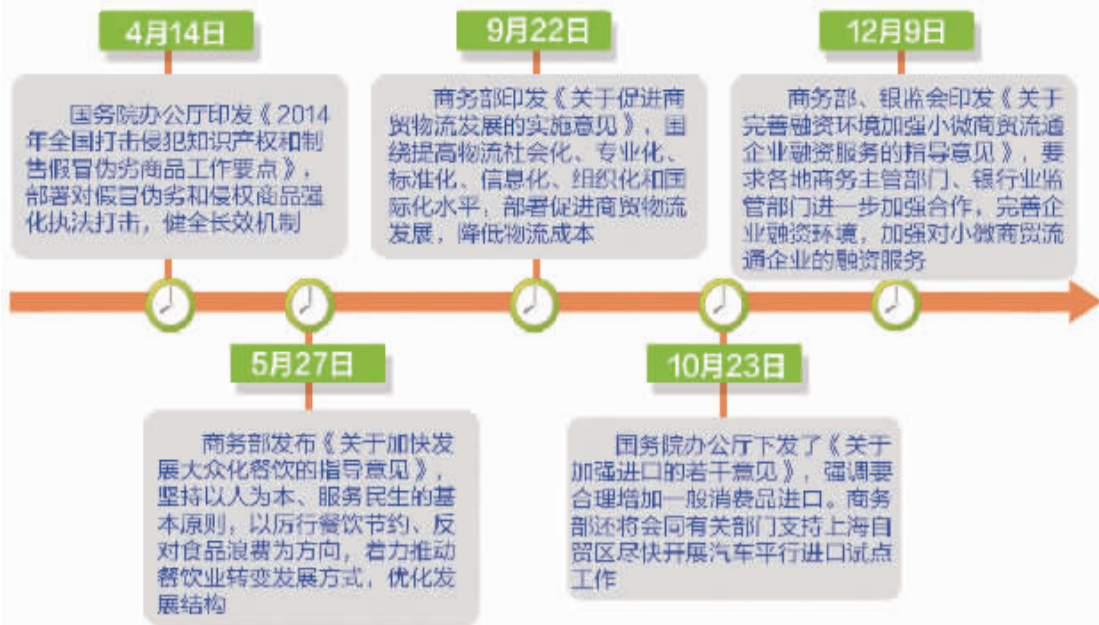 4月14日
国务院办公厅印发《2014
年全国打击侵犯知识产权和制
售假冒伪劣商品工作要点》,
部署对假冒伪劣和侵权商品强
化执法打击,健全长效机制
5月27日
商务部发布《关于加快发
展大众化餐饮的指导意见》,
坚持以人为本、服务民生的基
本原则,以厉行餐饮节约、反
对食品浪费为方向,着力推动
餐饮业转变发展方式,优化发
展结构
9月22日
商务部印发《关于促进商
贸物流发展的实施意见》,围
绕提高物流社会化、专业化、
标准化、信息化、组织化和国
际化水平,部署促进商贸物流
发展,降低物流成本
10月23日
国务院办公厅下发了《关于
加强进口的若干意见》,强调要
合理增加一般消费品进口。商务
部还将会同有关部门支持上海自
贸区尽快开展汽车平行进口试点
工作
12月9日
商务部、银监会印发《关于
完善融资环境加强小微商贸流通
企业融资服务的指导意见》,要
求各地商务主管部门、银行业监
管部门进一步加强合作,完善企
业融资环境,加强对小微商贸流
通企业的融资服务